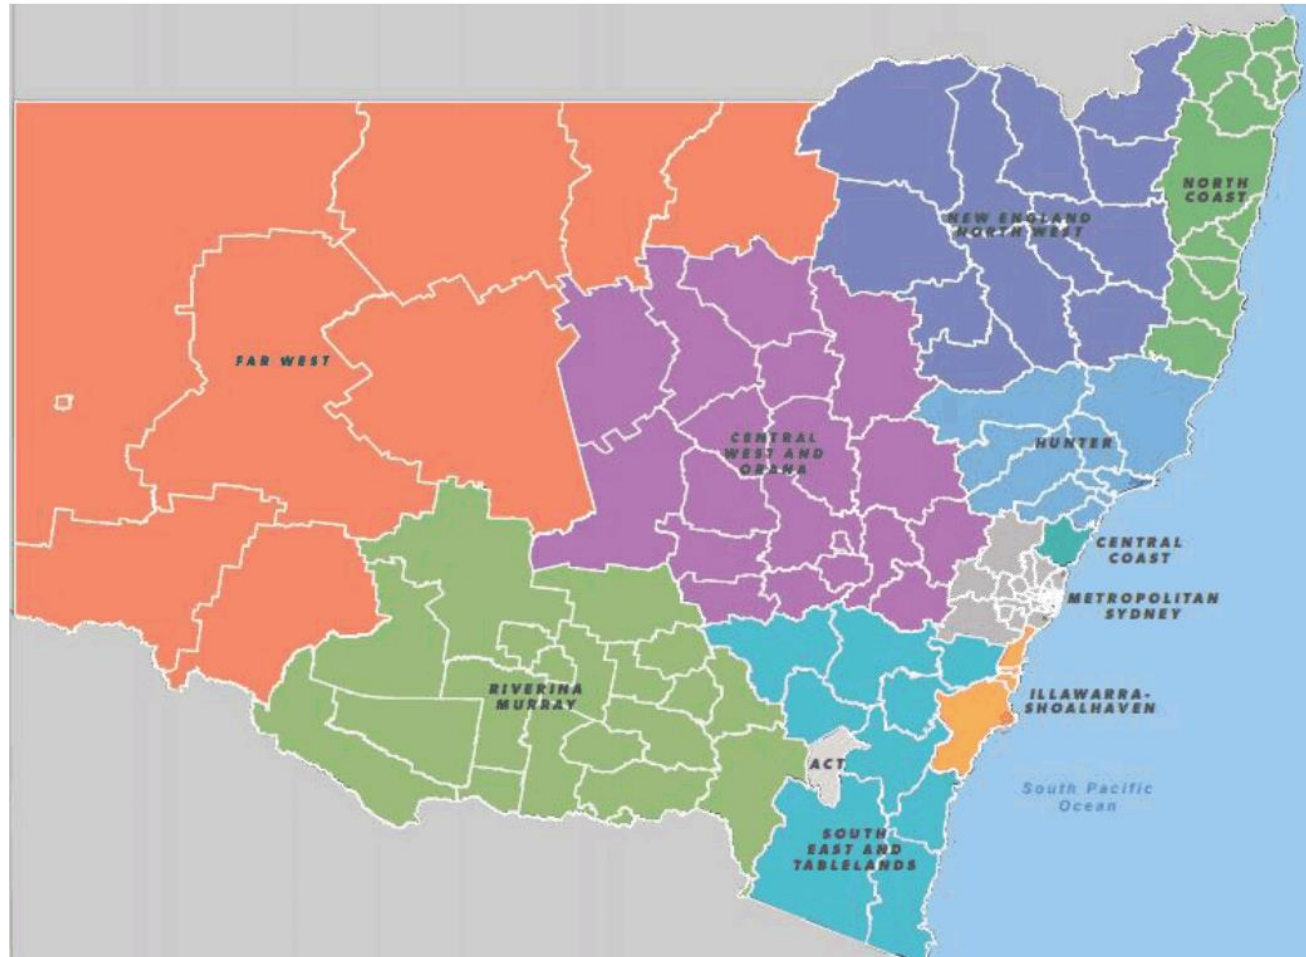 NORTH
COAST
NEW ENGLAND
NORTH WEST
FAR WEST
CENTRAL
WEST AND
ORANA
HUNTER
CENTRAL
COAST
METROPOLITAN
SYDNEY
RIVERINA
MURRAY
ILLAWARRA-
SHOALHAVEN
ACT
South Pacific
Ocean
SOUTH
EAST AND
TABLELANDS